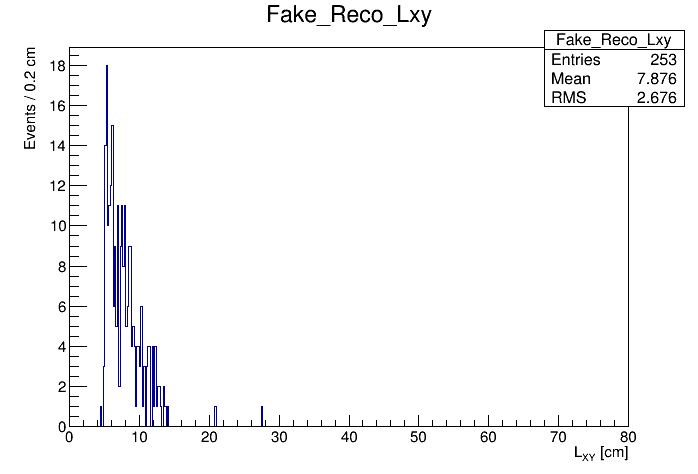 Fake_Reco_Lxy
Fake_Reco_Lxy
Entries 253
Mean 7.876
RMS 2.676
Events / 0.2 cm
18
16
14
12
10
8
6
4
2
0
0 10 20 30 40 50 60 70 80
LXY [cm]